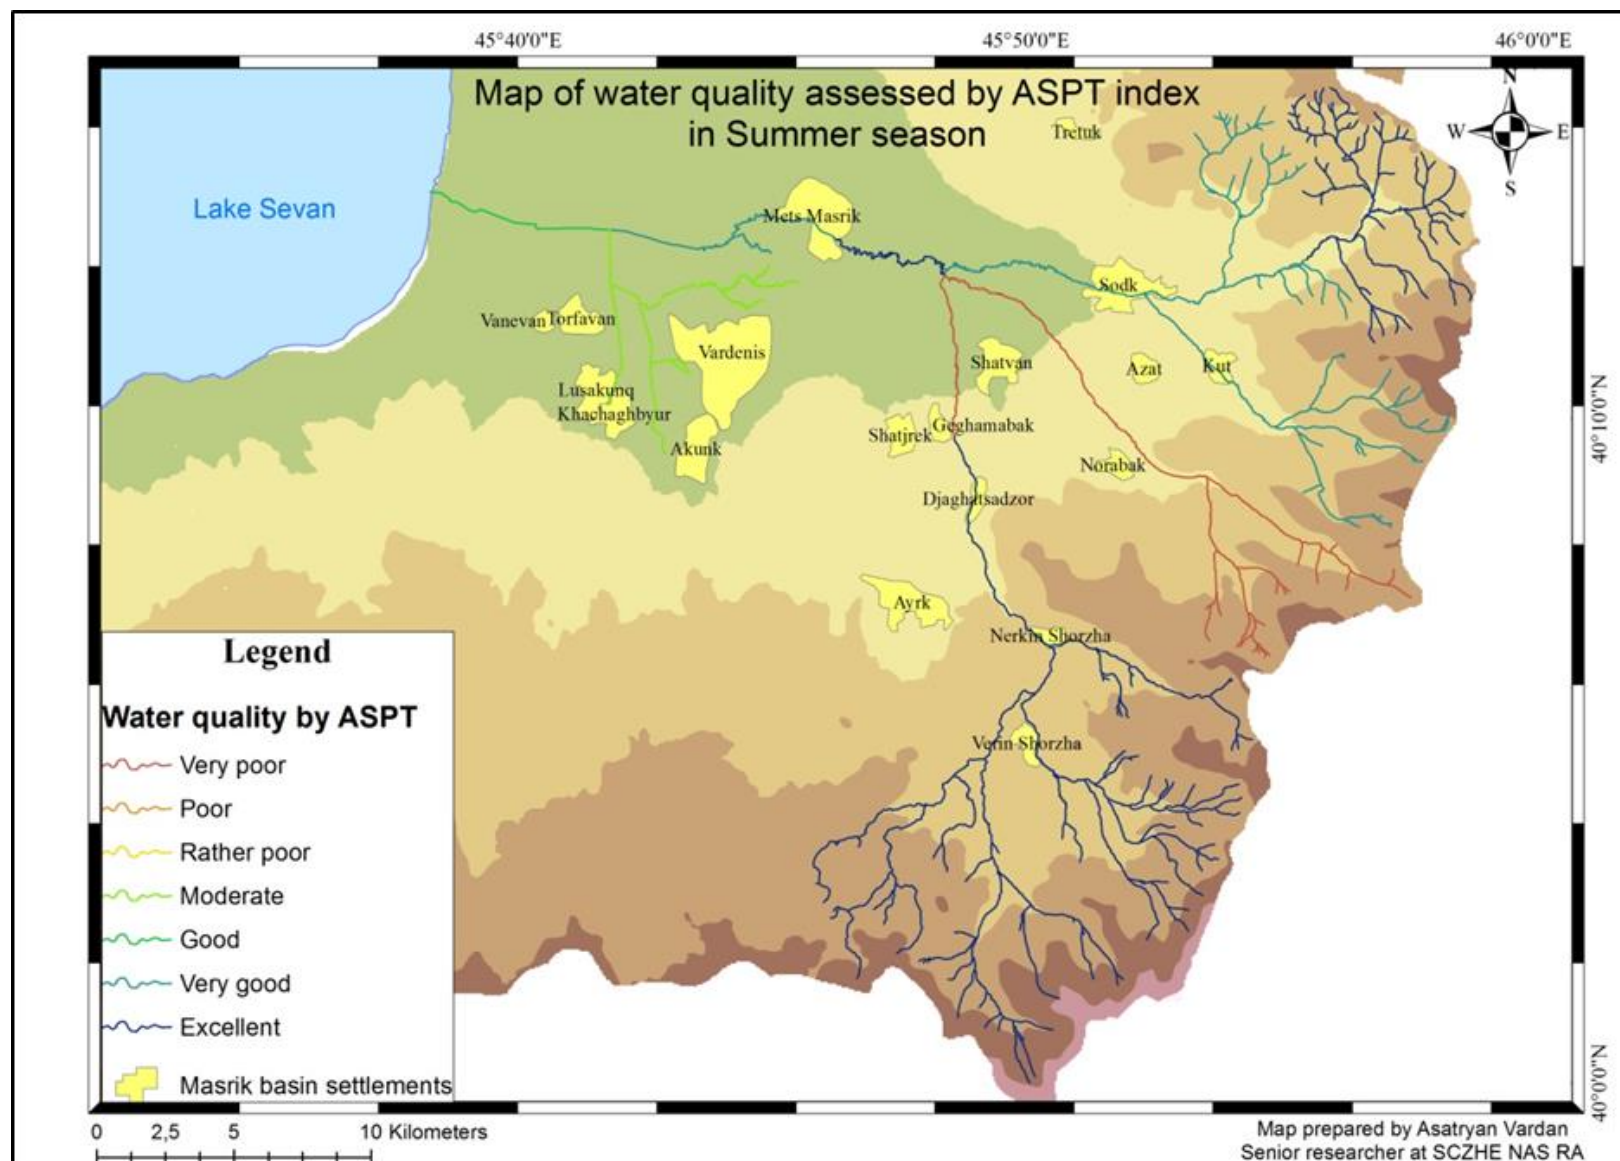 45°40'0"E
45°50'0"E
46°0'0"E
Map of water quality assessed by ASPT index
in Summer season
N
W
E
S
Tretuk
Lake Sevan
Mets Masrik
Sodk
Vanevan
Torfavan
Vardenis
Shatvan
Azat
Kut
Lusakunq
Khachaghbyur
40°10'0"N
Akunk
Shatjrek
Geghamabak
Norabak
Djaghatsadzor
Ayrk
Nerkin Shorzha
Verin Shorzha
Legend
Water quality by ASPT
Very poor
Poor
Rather poor
Moderate
Good
Very good
Excellent
Masrik basin settlements
40°0'0"N
0 2,5 5 10 Kilometers
Map prepared by Asatryan Vardan
Senior researcher at SCZHE NAS RA